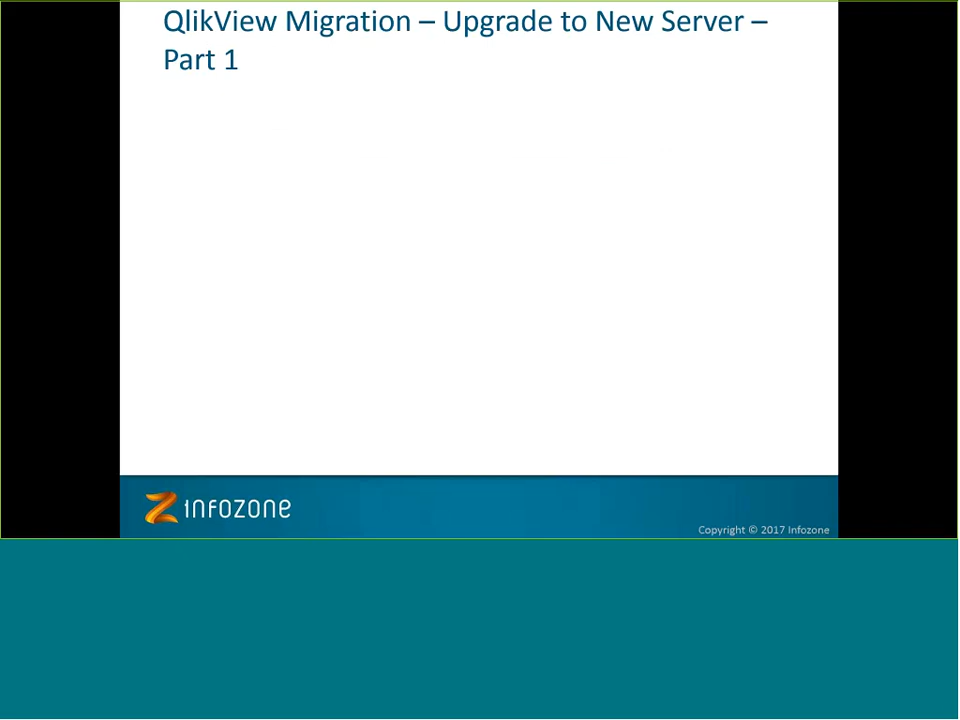 QlikView Migration – Upgrade to New Server –
Part 1
infozone
Copyright © 2017 Infozone